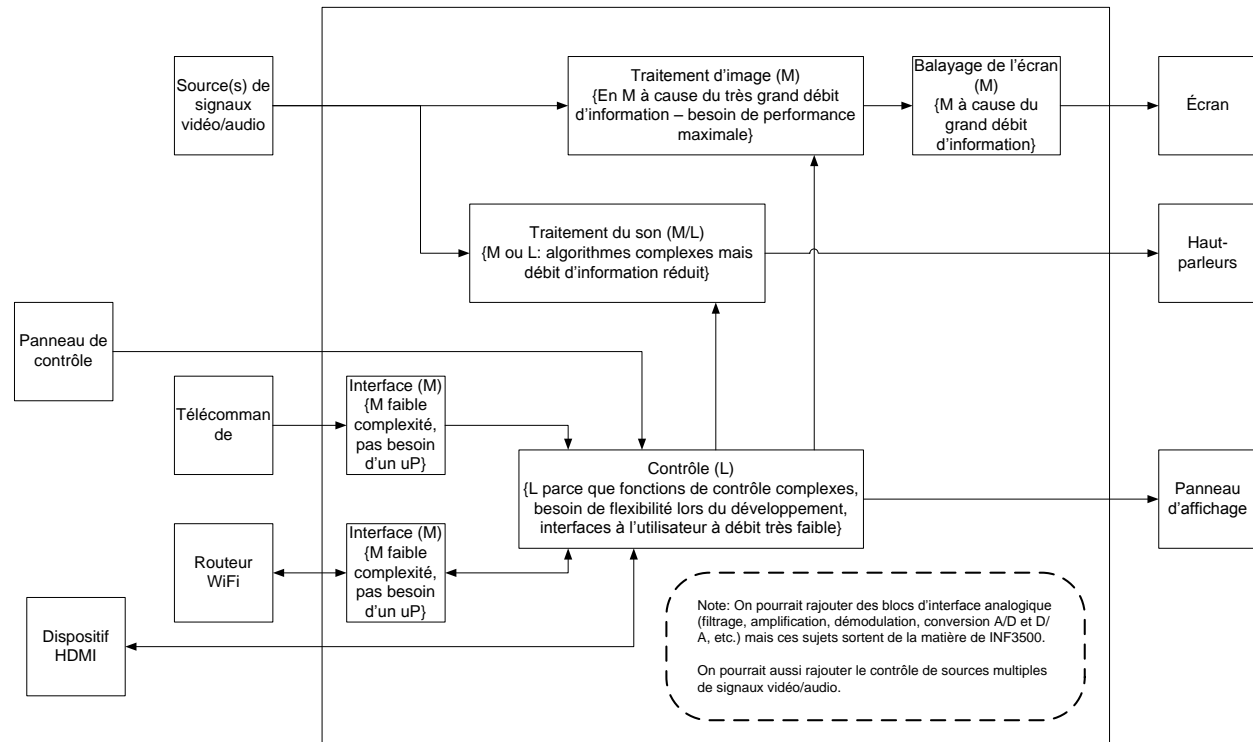 Source(s) de
signaux
vidéo/audio
Traitement d'image (M)
{En M à cause du très grand débit
d'information – besoin de performance
maximale}
Balayage de l'écran
(M)
{M à cause du
grand débit
d'information}
Écran
Traitement du son (M/L)
{M ou L: algorithmes complexes mais
débit d'information réduit}
Haut-
parleurs
Panneau de
contrôle
Télécomman
de
Interface (M)
{M faible
complexité,
pas besoin
d'un uP}
Contrôle (L)
{L parce que fonctions de contrôle complexes,
besoin de flexibilité lors du développement,
interfaces à l'utilisateur à débit très faible}
Panneau
d'affichage
Routeur
WiFi
Interface (M)
{M faible
complexité,
pas besoin
d'un uP}
Dispositif
HDMI
Note: On pourrait rajouter des blocs d'interface analogique
(filtrage, amplification, démodulation, conversion A/D et D/
A, etc.) mais ces sujets sortent de la matière de INF3500.
On pourrait aussi rajouter le contrôle de sources multiples
de signaux vidéo/audio.